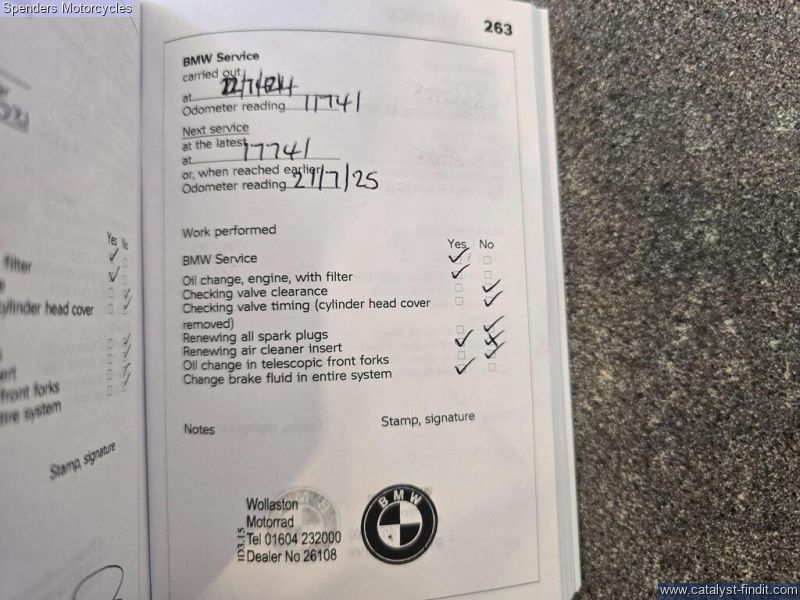 Spenders Motorcycles
263
BMW Service
carried out
at 22/7/24
Odometer reading 11741
Next service
at the latest
at 17741
or, when reached earlier
Odometer reading 21/7/25
Work performed
Yes No
BMW Service
Oil change, engine, with filter
Checking valve clearance
Checking valve timing (cylinder head cover
removed)
Renewing all spark plugs
Renewing air cleaner insert
Oil change in telescopic front forks
Change brake fluid in entire system
Notes
Stamp, signature
Wollaston
Motorrad
Tel 01604 232000
Dealer No 26108
BMW
Yes No
filter
cylinder head cover
front forks
Stamp, signature
www.catalyst-findit.com